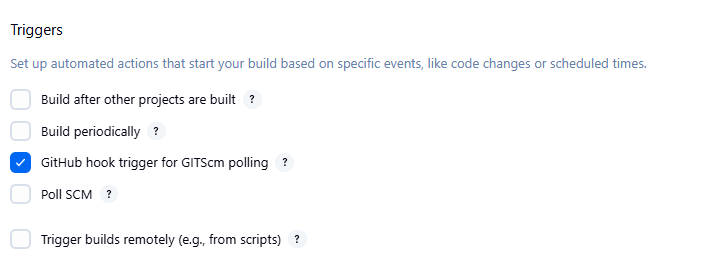 Triggers
Set up automated actions that start your build based on specific events, like code changes or scheduled times.
Build after other projects are built ?
Build periodically ?
GitHub hook trigger for GITScm polling ?
Poll SCM ?
Trigger builds remotely (e.g., from scripts) ?